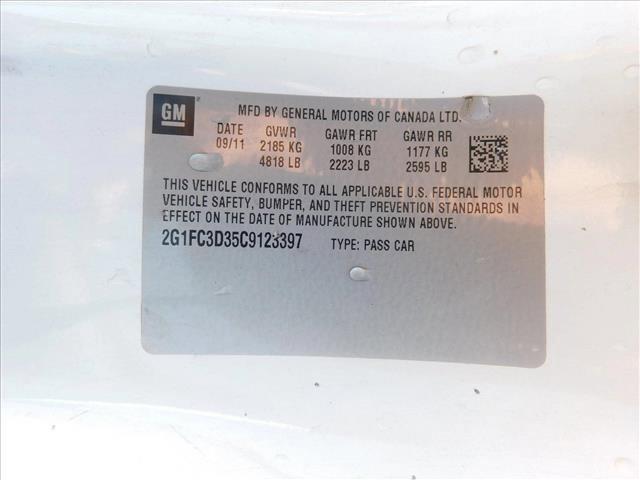 GM
MFD BY GENERAL MOTORS OF CANADA LTD.
DATE GVWR GAWR FRT GAWR RR
09/11 2185 KG 1008 KG 1177 KG
4818 LB 2223 LB 2595 LB
THIS VEHICLE CONFORMS TO ALL APPLICABLE U.S. FEDERAL MOTOR
VEHICLE SAFETY, BUMPER, AND THEFT PREVENTION STANDARDS IN
EFFECT ON THE DATE OF MANUFACTURE SHOWN ABOVE.
2G1FC3D35C9123397 TYPE: PASS CAR